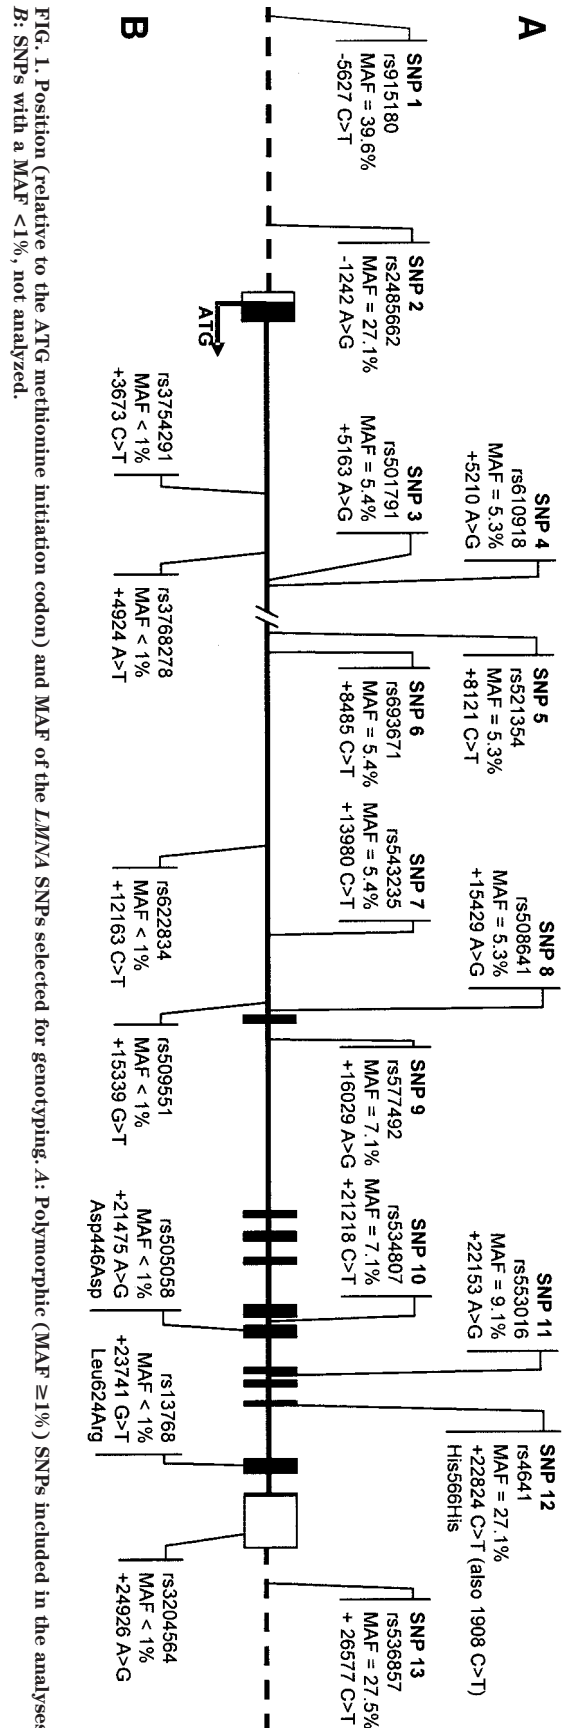 A
SNP 1
rs915180
MAF = 39.6%
-5627 C>T
SNP 2
rs2485662
MAF = 27.1%
-1242 A>G
SNP 3
rs501791
MAF = 5.4%
+5163 A>G
SNP 4
rs610918
MAF = 5.3%
+5210 A>G
SNP 5
rs521354
MAF = 5.3%
+8121 C>T
SNP 6
rs693671
MAF = 5.4%
+8485 C>T
SNP 7
rs543235
MAF = 5.4%
+13980 C>T
SNP 8
rs508641
MAF = 5.3%
+15429 A>G
SNP 9
rs577492
MAF = 7.1%
+16029 A>G
SNP 10
rs534807
MAF = 7.1%
+21218 C>T
SNP 11
rs553016
MAF = 9.1%
+22153 A>G
SNP 12
rs4641
MAF = 27.1%
+22824 C>T (also 1908 C>T)
His566His
SNP 13
rs536857
MAF = 27.5%
+ 26577 C>T
ATG
B
rs3754291
MAF < 1%
+3673 C>T
rs3768278
MAF < 1%
+4924 A>T
rs622834
MAF < 1%
+12163 C>T
rs509551
MAF < 1%
+15339 G>T
rs505058
MAF < 1%
+21475 A>G
Asp446Asp
rs13768
MAF < 1%
+23741 G>T
Leu624Arg
rs3204564
MAF < 1%
+24926 A>G
FIG. 1. Position (relative to the ATG methionine initiation codon) and MAF of the LMNA SNPs selected for genotyping. A: Polymorphic (MAF ≥1%) SNPs included in the analyses
B: SNPs with a MAF <1%, not analyzed.